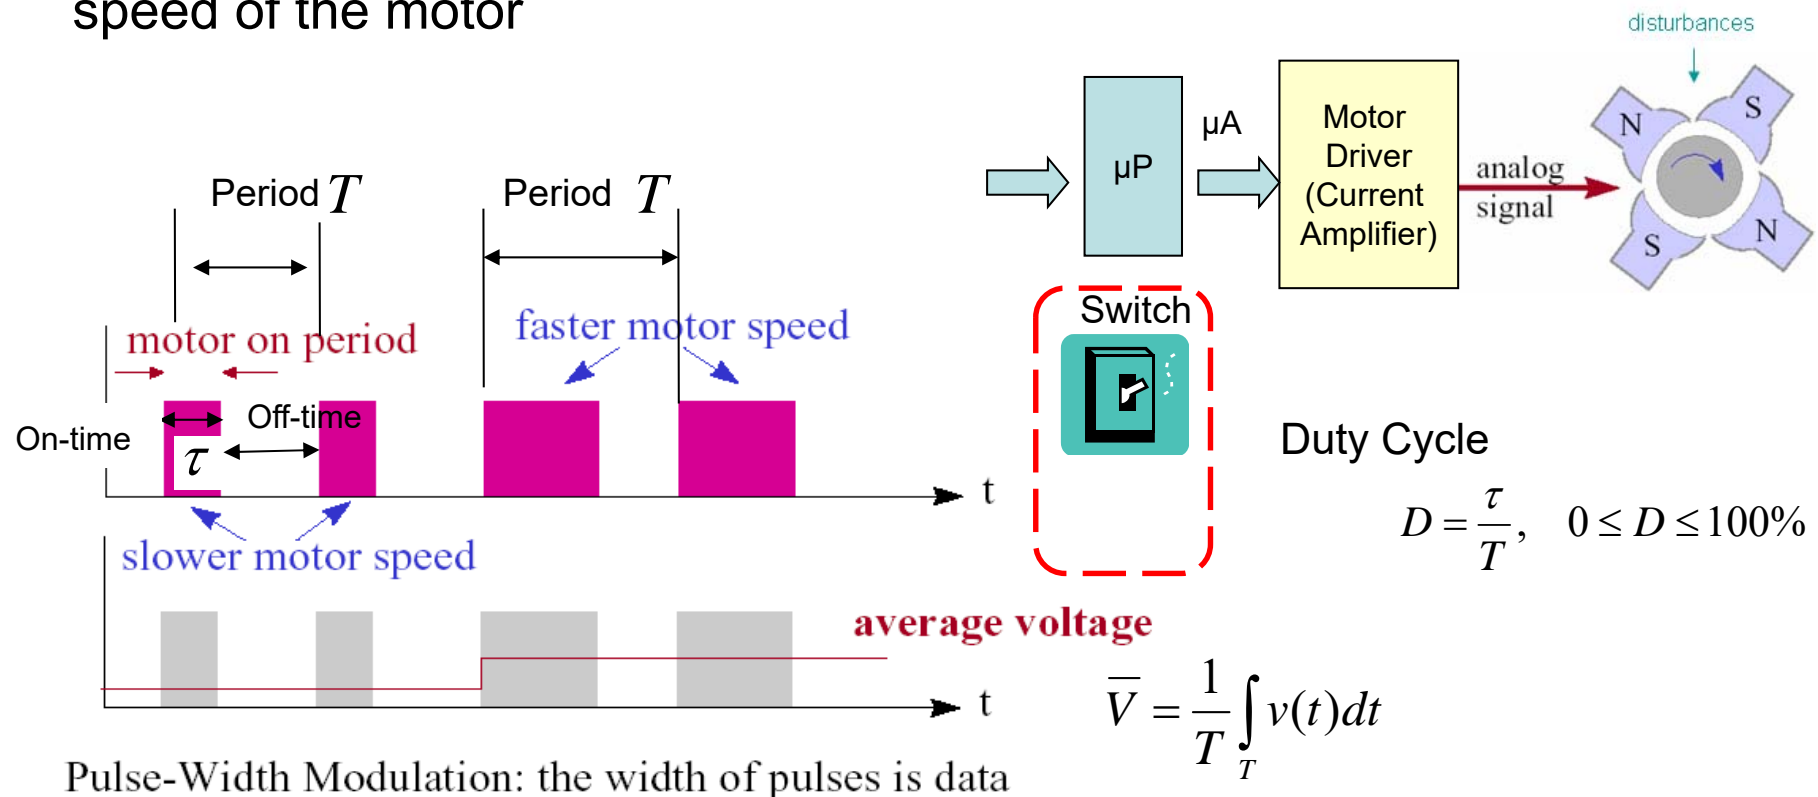 speed of the motor
disturbances
Period T
Period T
µP
µA
Motor
Driver
(Current
Amplifier)
analog
signal
N
S
S
N
motor on period
faster motor speed
Switch
On-time
Off-time
τ
t
slower motor speed
Duty Cycle
D = τ/T, 0 ≤ D ≤ 100%
average voltage
t
V̅ = 1/T ∫_T v(t)dt
Pulse-Width Modulation: the width of pulses is data